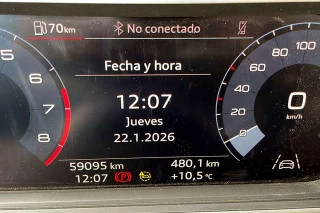 70km
No conectado
Fecha y hora
12:07
Jueves
22.1.2026
59095 km
480,1 km
12:07
+10,5 °C
5
6
7
8
100
60
40
20
0
0
km/h